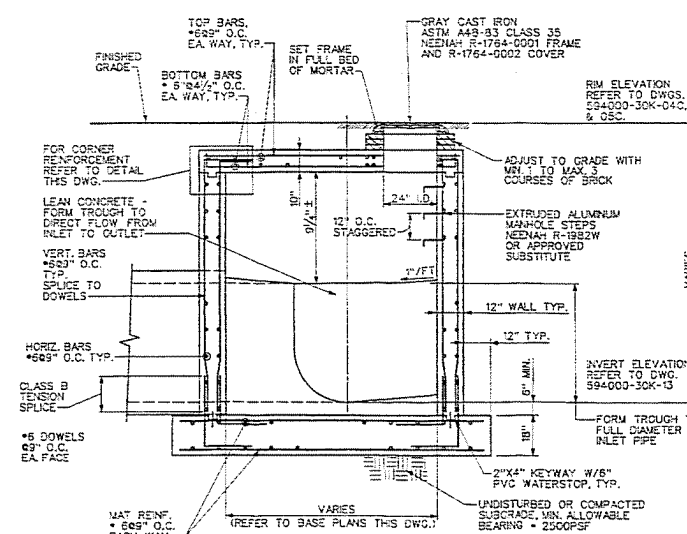 TOP BARS,
#6@9" O.C.
EA. WAY, TYP.
SET FRAME
IN FULL BED
OF MORTAR
GRAY CAST IRON
ASTM A48-83 CLASS 35
NEENAH R-1764-0001 FRAME
AND R-1764-0002 COVER
FINISHED
GRADE
BOTTOM BARS
# 6@4½" O.C.
EA. WAY, TYP.
RIM ELEVATION
REFER TO DWGS.
594000-30K-04C,
& 05C.
FOR CORNER
REINFORCEMENT
REFER TO DETAIL
THIS DWG.
ADJUST TO GRADE WITH
MIN. 1 TO MAX. 3
COURSES OF BRICK
LEAN CONCRETE -
FORM TROUGH TO
DIRECT FLOW FROM
INLET TO OUTLET
10"
24" I.D.
12" O.C.
STAGGERED
EXTRUDED ALUMINUM
MANHOLE STEPS
NEENAH R-1982W
OR APPROVED
SUBSTITUTE
VERT. BARS
#6@9" O.C.
TYP.
SPLICE TO
DOWELS
1"/FT
12" WALL TYP.
12" TYP.
HORIZ. BARS
#6@9" O.C. TYP.
6" MIN.
INVERT ELEVATION
REFER TO DWG.
594000-30K-13
CLASS B
TENSION
SPLICE
FORM TROUGH
FULL DIAMETER
INLET PIPE
#6 DOWELS
@9" O.C.
EA. FACE
18"
2"X4" KEYWAY W/6"
PVC WATERSTOP, TYP.
VARIES
(REFER TO BASE PLANS THIS DWG.)
UNDISTURBED OR COMPACTED
SUBGRADE, MIN. ALLOWABLE
BEARING = 2500PSF
MAT REINF.
# 6@9" O.C.